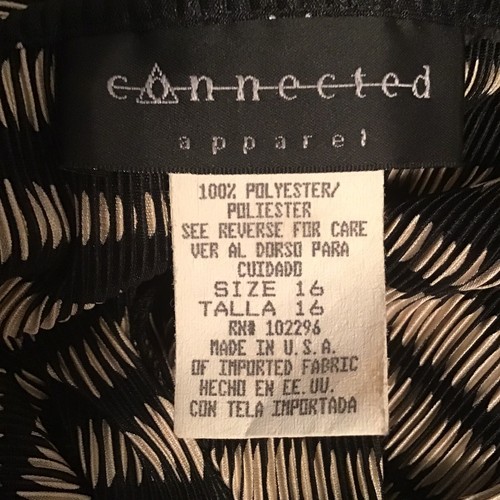 connected
apparel
100% POLYESTER/
POLIESTER
SEE REVERSE FOR CARE
VER AL DORSO PARA
CUIDADO
SIZE 16
TALLA 16
RN# 102296
MADE IN U.S.A.
OF IMPORTED FABRIC
HECHO EN EE.UU.
CON TELA IMPORTADA